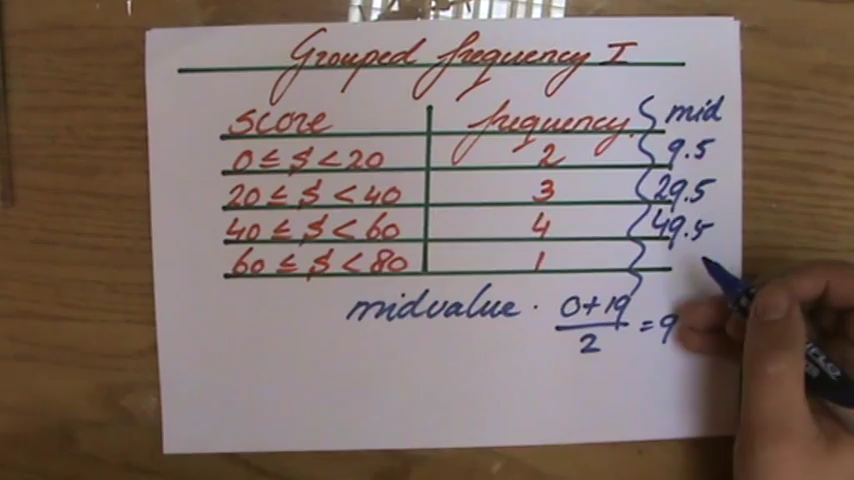 Grouped frequency I
score frequency mid
0 ≤ s < 20 2 9.5
20 ≤ s < 40 3 29.5
40 ≤ s < 60 4 49.5
60 ≤ s < 80 1
midvalue . 0+19
2
= 9